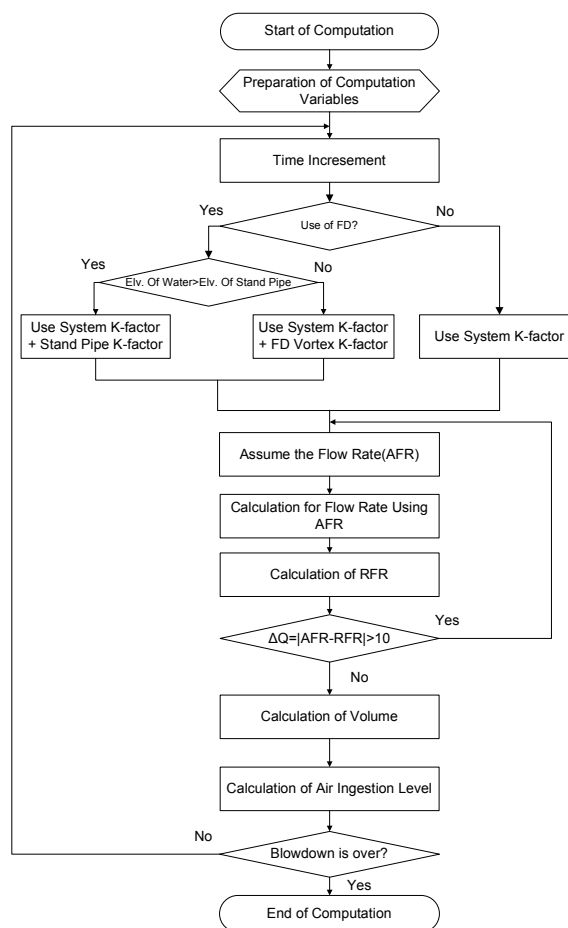 Start of Computation
Preparation of Computation
Variables
Time Incresement
Yes
No
Use of FD?
Yes
No
Elv. Of Water>Elv. Of Stand Pipe
Use System K-factor
+ Stand Pipe K-factor
Use System K-factor
+ FD Vortex K-factor
Use System K-factor
Assume the Flow Rate(AFR)
Calculation for Flow Rate Using
AFR
Calculation of RFR
Yes
ΔQ=|AFR-RFR|>10
No
Calculation of Volume
Calculation of Air Ingestion Level
No
Blowdown is over?
Yes
End of Computation